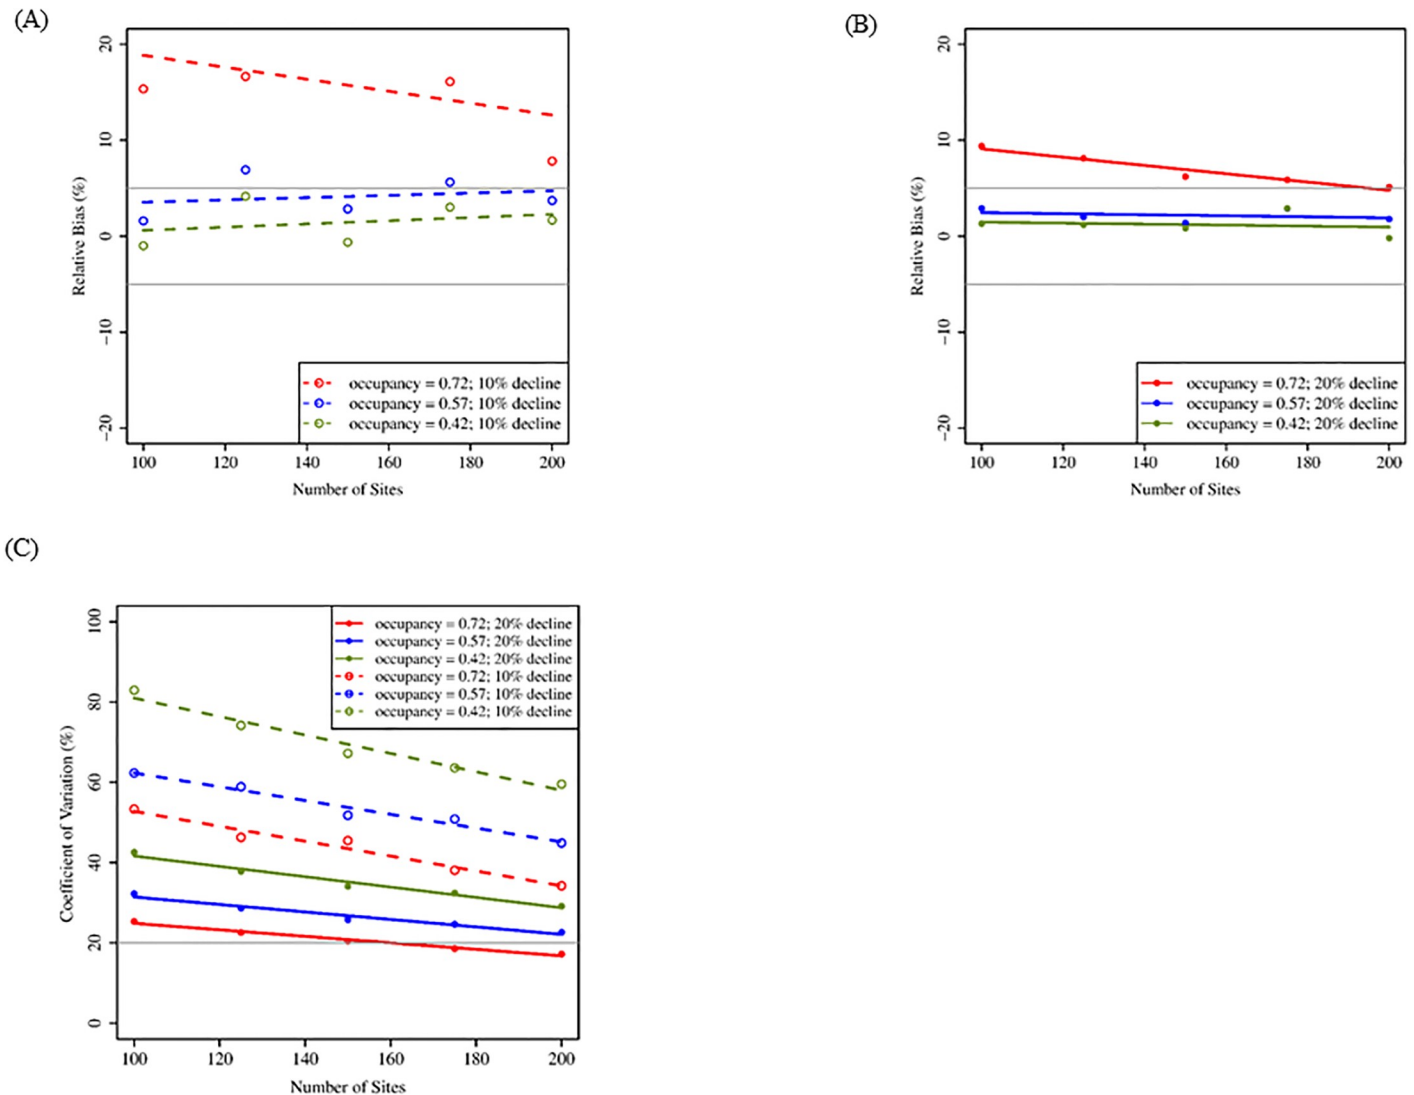 (A)
20
10
0
−10
−20
Relative Bias (%)
occupancy = 0.72; 10% decline
occupancy = 0.57; 10% decline
occupancy = 0.42; 10% decline
100 120 140 160 180 200
Number of Sites
(B)
20
10
0
−10
−20
Relative Bias (%)
occupancy = 0.72; 20% decline
occupancy = 0.57; 20% decline
occupancy = 0.42; 20% decline
100 120 140 160 180 200
Number of Sites
(C)
100
80
60
40
20
0
Coefficient of Variation (%)
occupancy = 0.72; 20% decline
occupancy = 0.57; 20% decline
occupancy = 0.42; 20% decline
occupancy = 0.72; 10% decline
occupancy = 0.57; 10% decline
occupancy = 0.42; 10% decline
100 120 140 160 180 200
Number of Sites